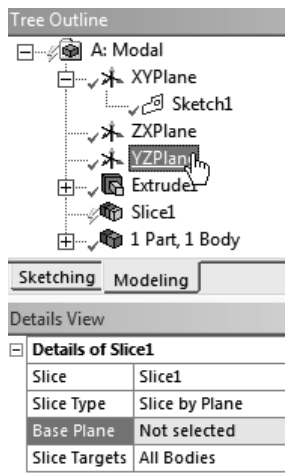 Tree Outline
A: Modal
XYPlane
Sketch1
ZXPlane
YZPlane
Extrude1
Slice1
1 Part, 1 Body
Sketching Modeling
Details View
Details of Slice1
Slice Slice1
Slice Type Slice by Plane
Base Plane Not selected
Slice Targets All Bodies